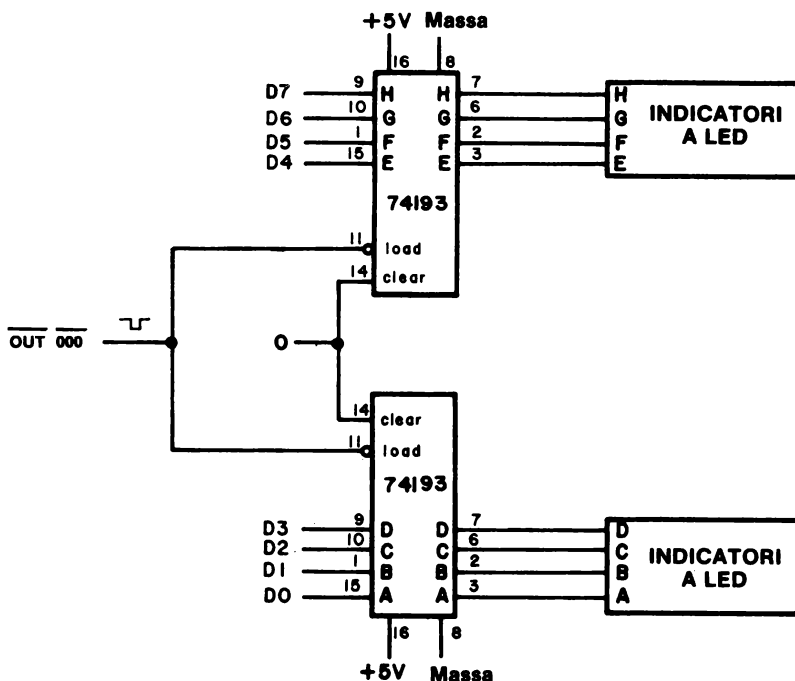 +5V Massa
16 8
D7 9 H H 7 H
D6 10 G G 6 G
D5 1 F F 2 F
D4 15 E E 3 E
INDICATORI
A LED
74193
11 load
14 clear
OUT 000
0
14 clear
11 load
74193
D3 9 D D 7 D
D2 10 C C 6 C
D1 1 B B 2 B
D0 15 A A 3 A
INDICATORI
A LED
16 8
+5V Massa